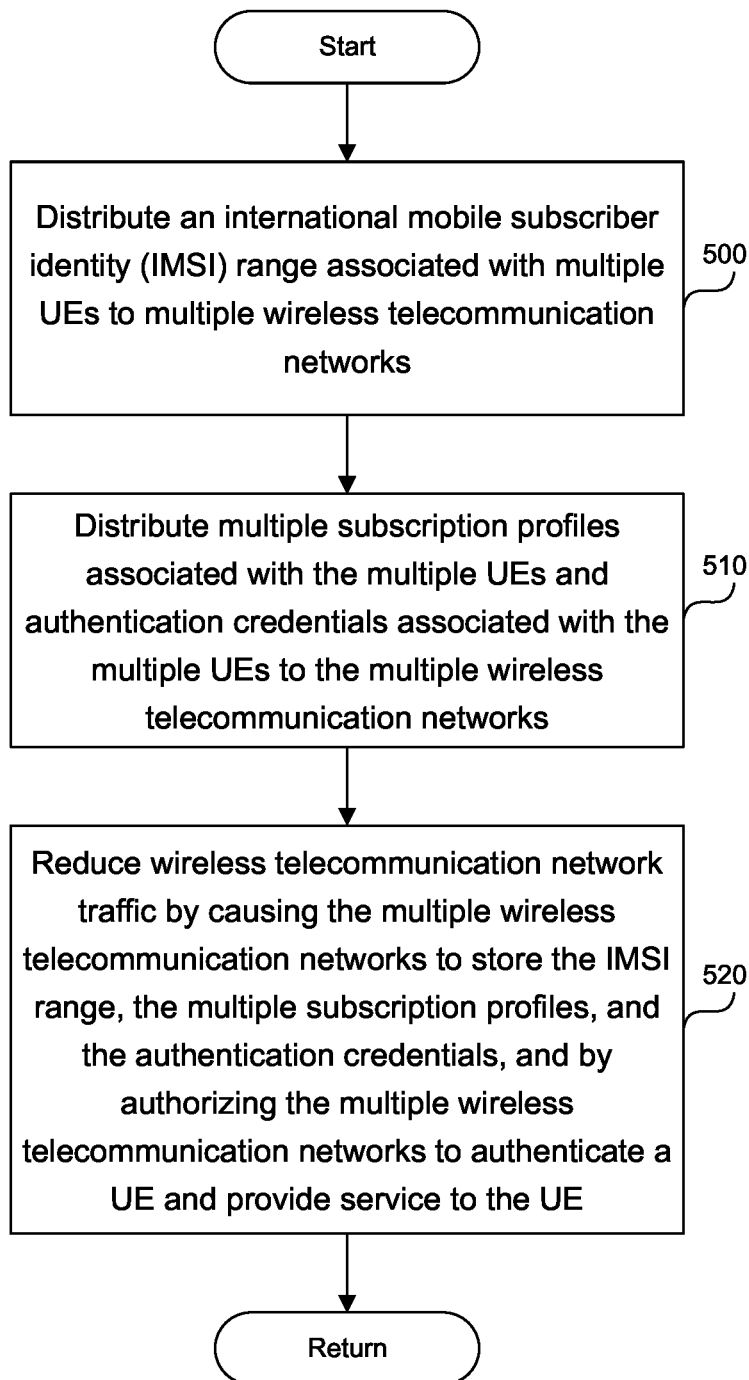 Start
Distribute an international mobile subscriber
identity (IMSI) range associated with multiple
UEs to multiple wireless telecommunication
networks
500
Distribute multiple subscription profiles
associated with the multiple UEs and
authentication credentials associated with the
multiple UEs to the multiple wireless
telecommunication networks
510
Reduce wireless telecommunication network
traffic by causing the multiple wireless
telecommunication networks to store the IMSI
range, the multiple subscription profiles, and
the authentication credentials, and by
authorizing the multiple wireless
telecommunication networks to authenticate a
UE and provide service to the UE
520
Return